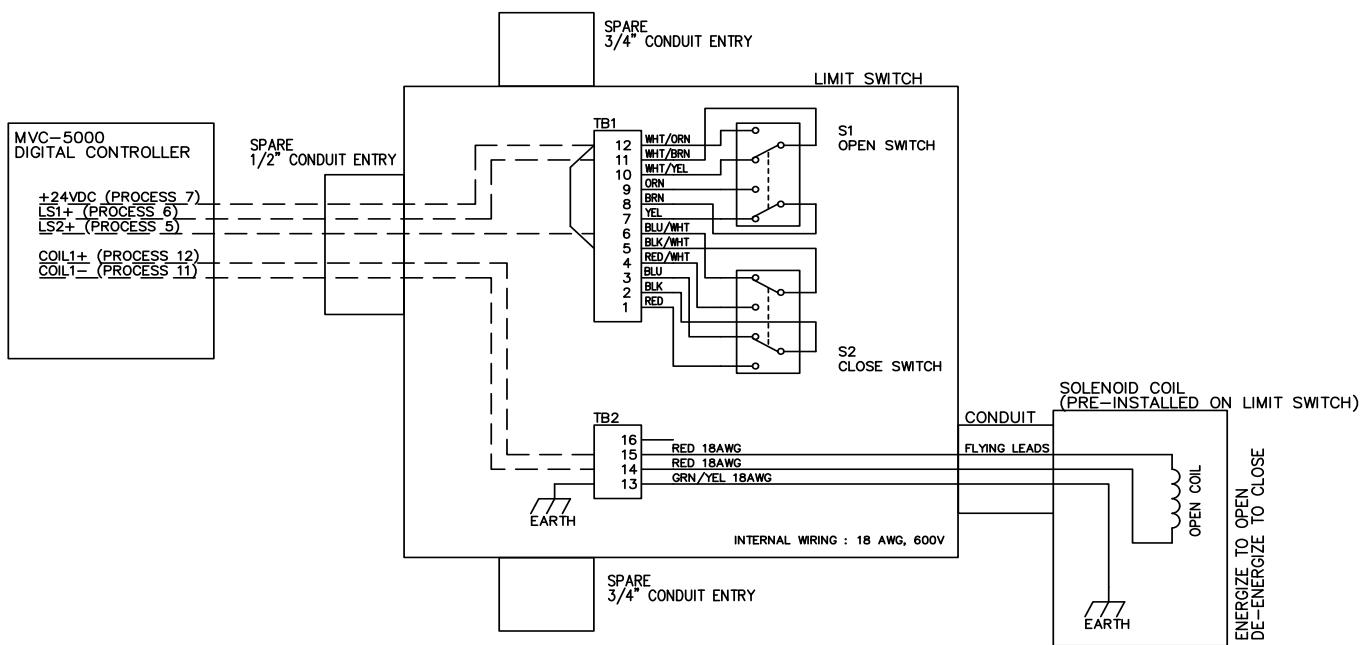 SPARE
3/4" CONDUIT ENTRY
LIMIT SWITCH
MVC-5000
DIGITAL CONTROLLER
+24VDC (PROCESS 7)
LS1+ (PROCESS 6)
LS2+ (PROCESS 5)
COIL1+ (PROCESS 12)
COIL1- (PROCESS 11)
SPARE
1/2" CONDUIT ENTRY
TB1
12 WHT/ORN
11 WHT/BRN
10 WHT/YEL
9 ORN
8 BRN
7 YEL
6 BLU/WHT
5 BLK/WHT
4 RED/WHT
3 BLU
2 BLK
1 RED
S1
OPEN SWITCH
S2
CLOSE SWITCH
TB2
16
15 RED 18AWG
14 RED 18AWG
13 GRN/YEL 18AWG
EARTH
INTERNAL WIRING : 18 AWG, 600V
SPARE
3/4" CONDUIT ENTRY
CONDUIT
FLYING LEADS
SOLENOID COIL
(PRE-INSTALLED ON LIMIT SWITCH)
OPEN COIL
EARTH
ENERGIZE TO OPEN
DE-ENERGIZE TO CLOSE